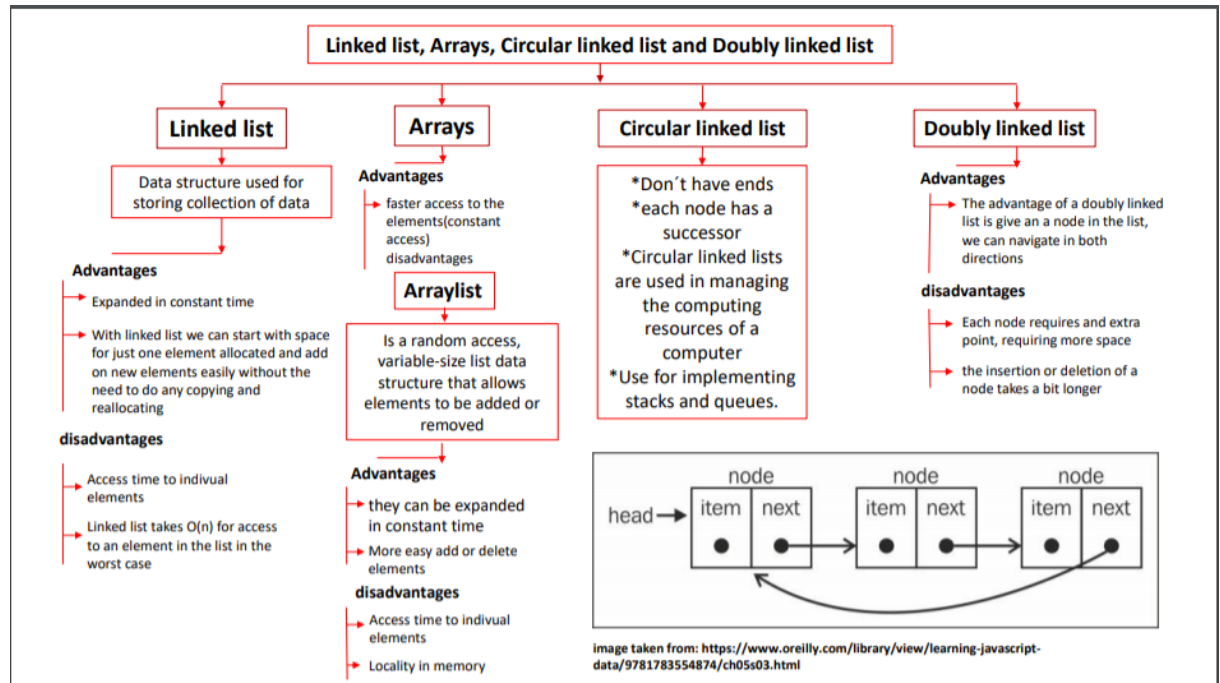 Linked list, Arrays, Circular linked list and Doubly linked list
Linked list
Data structure used for
storing collection of data
Advantages
Expanded in constant time
With linked list we can start with space
for just one element allocated and add
on new elements easily without the
need to do any copying and
reallocating
disadvantages
Access time to indivual
elements
Linked list takes O(n) for access
to an element in the list in the
worst case
Arrays
Advantages
faster access to the
elements(constant
access)
disadvantages
Arraylist
Is a random access,
variable-size list data
structure that allows
elements to be added or
removed
Advantages
they can be expanded
in constant time
More easy add or delete
elements
disadvantages
Access time to indivual
elements
Locality in memory
Circular linked list
*Don´t have ends
*each node has a
successor
*Circular linked lists
are used in managing
the computing
resources of a
computer
*Use for implementing
stacks and queues.
Doubly linked list
Advantages
The advantage of a doubly linked
list is give an a node in the list,
we can navigate in both
directions
disadvantages
Each node requires and extra
point, requiring more space
the insertion or deletion of a
node takes a bit longer
node node node
head item next item next item next
image taken from: https://www.oreilly.com/library/view/learning-javascript-
data/9781783554874/ch05s03.html